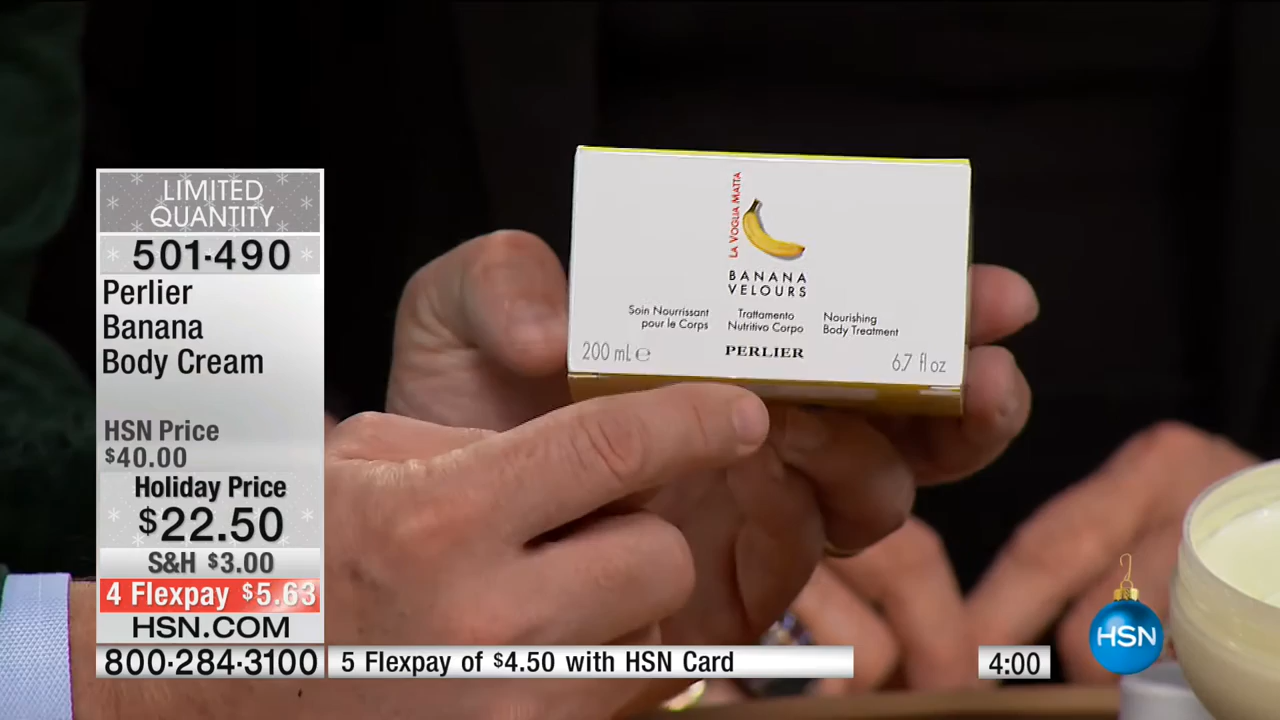 LIMITED
QUANTITY
501-490
Perlier
Banana
Body Cream
HSN Price
$40.00
Holiday Price
$22.50
S&H $3.00
4 Flexpay $5.63
HSN.COM
800-284-3100
5 Flexpay of $4.50 with HSN Card
4:00
HSN
LA VOGLIA MATTA
BANANA
VELOURS
Soin Nourrissant
pour le Corps
Trattamento
Nutritivo Corpo
Nourishing
Body Treatment
200 mL ℮
PERLIER
6.7 fl oz